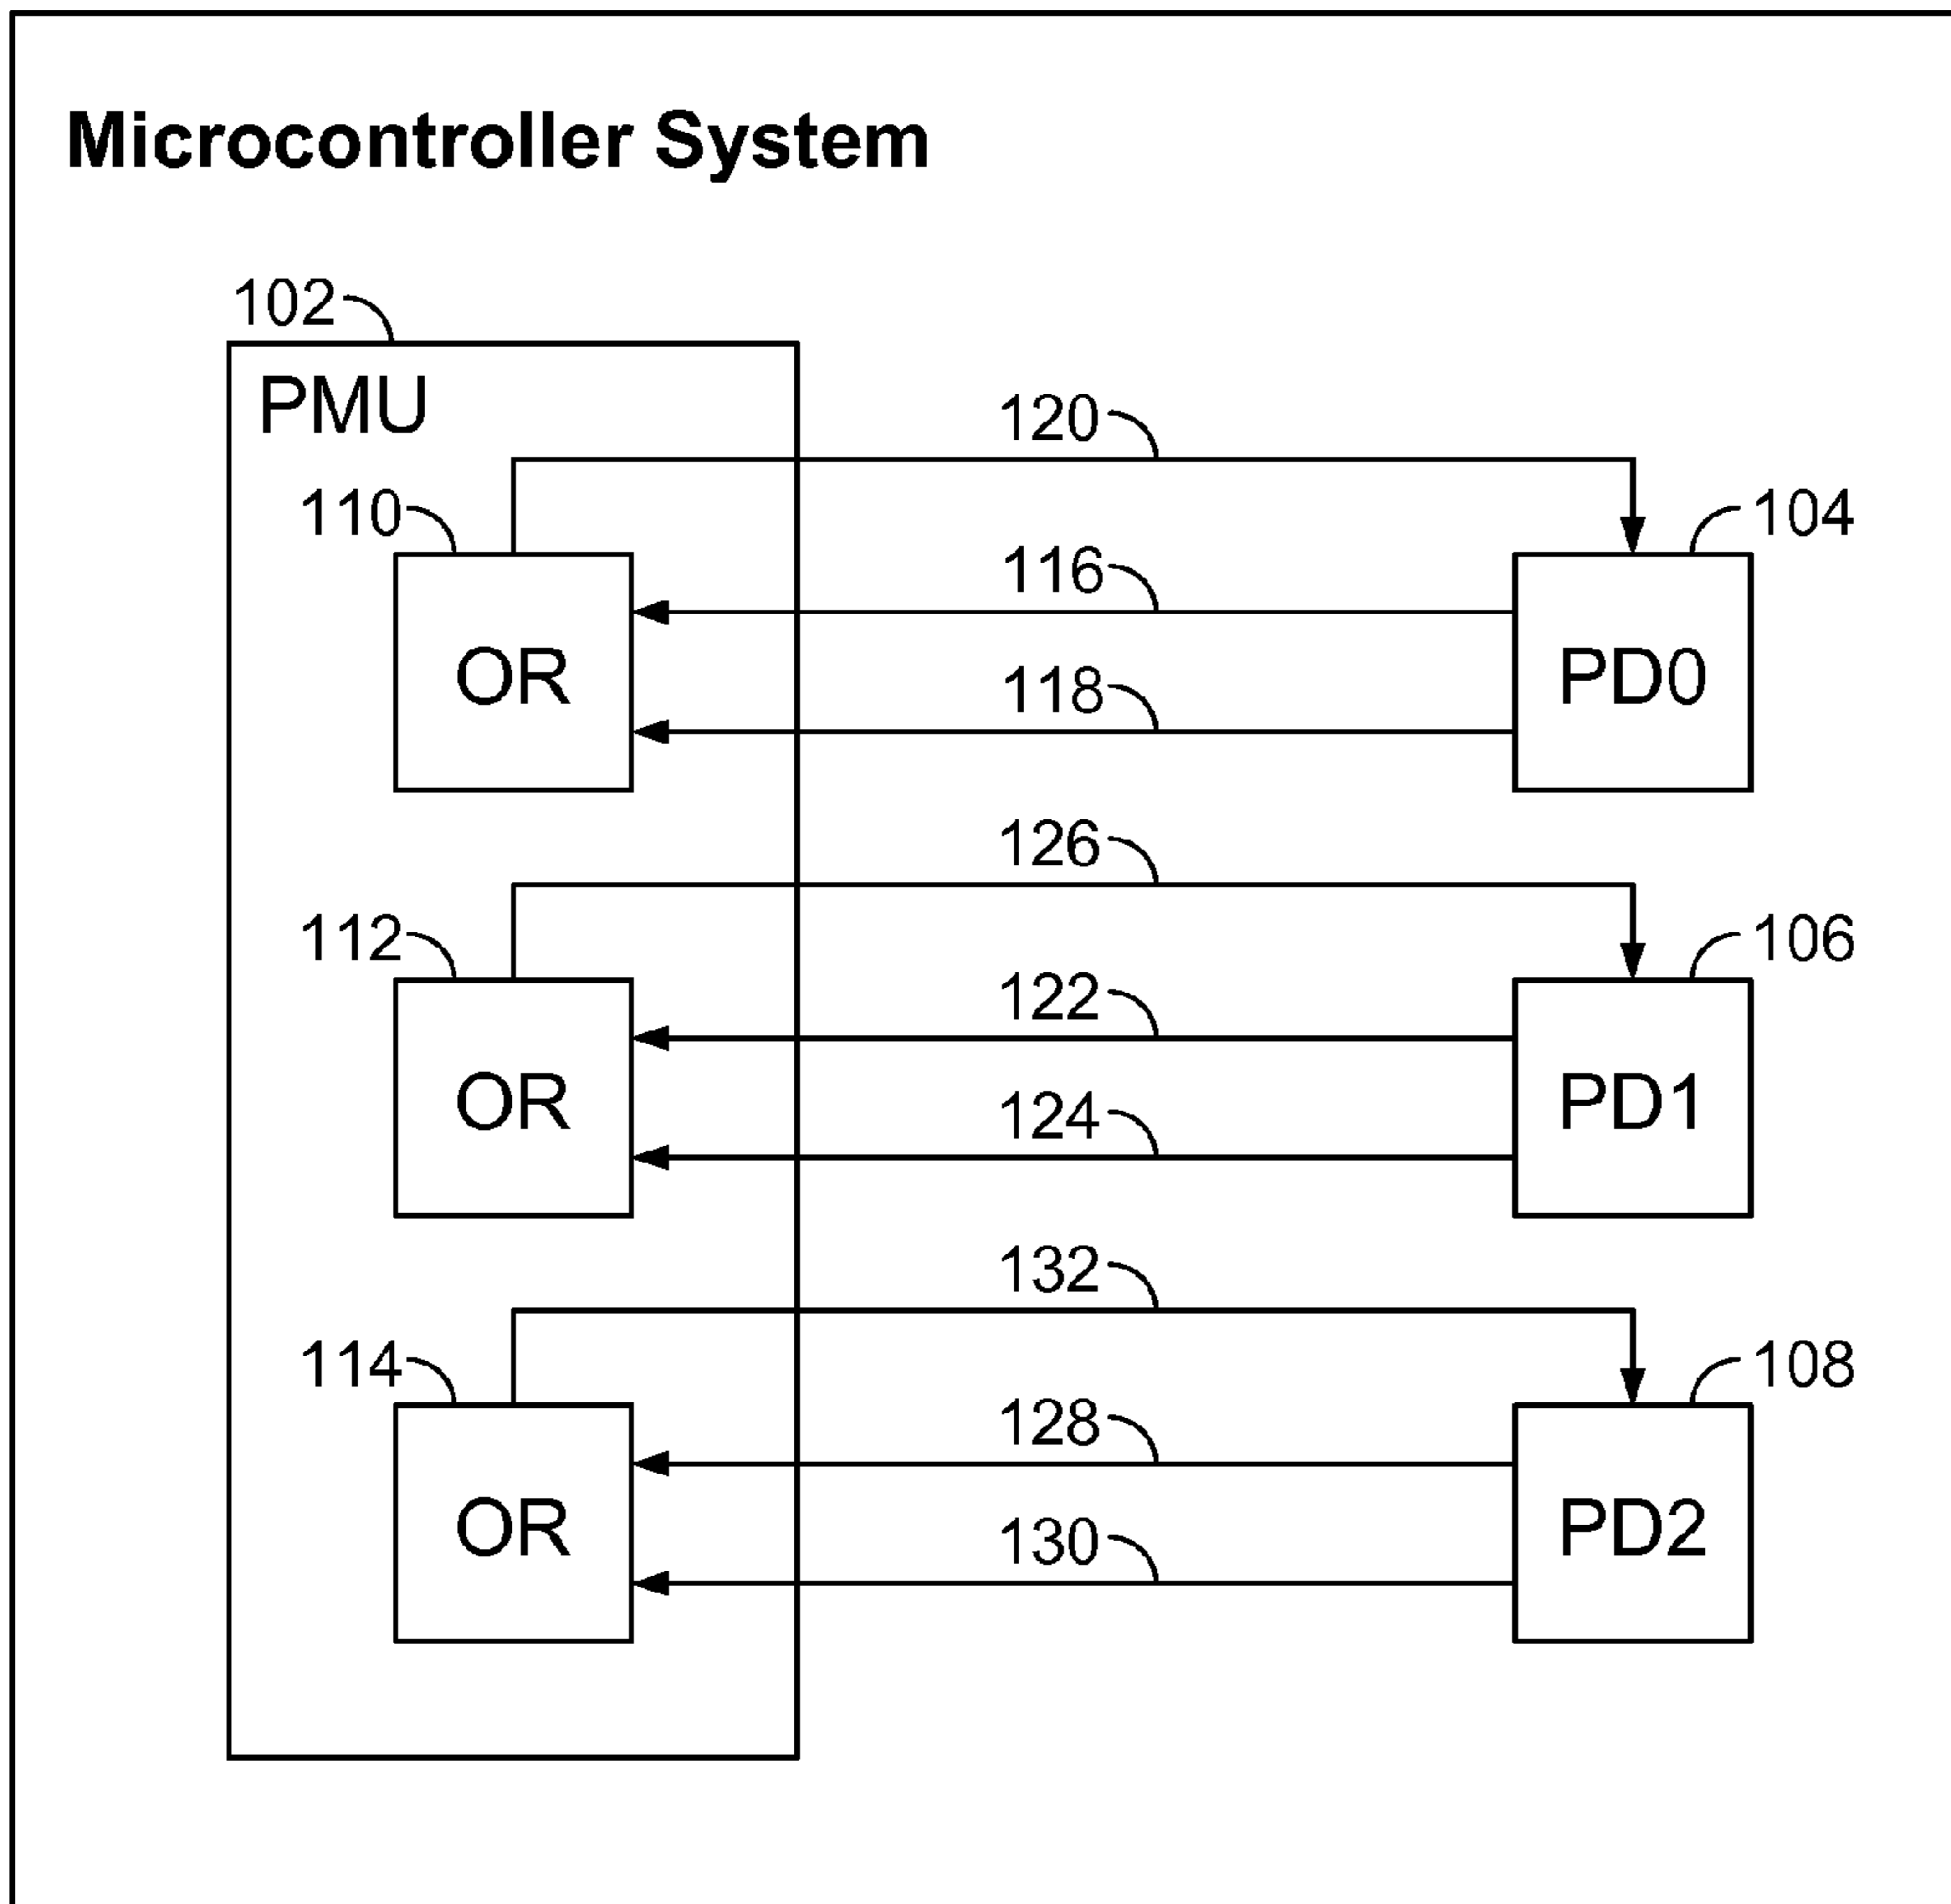 Microcontroller System
102
PMU
120
110
104
116
OR
PD0
118
126
112
106
122
OR
PD1
124
132
114
108
128
OR
PD2
130